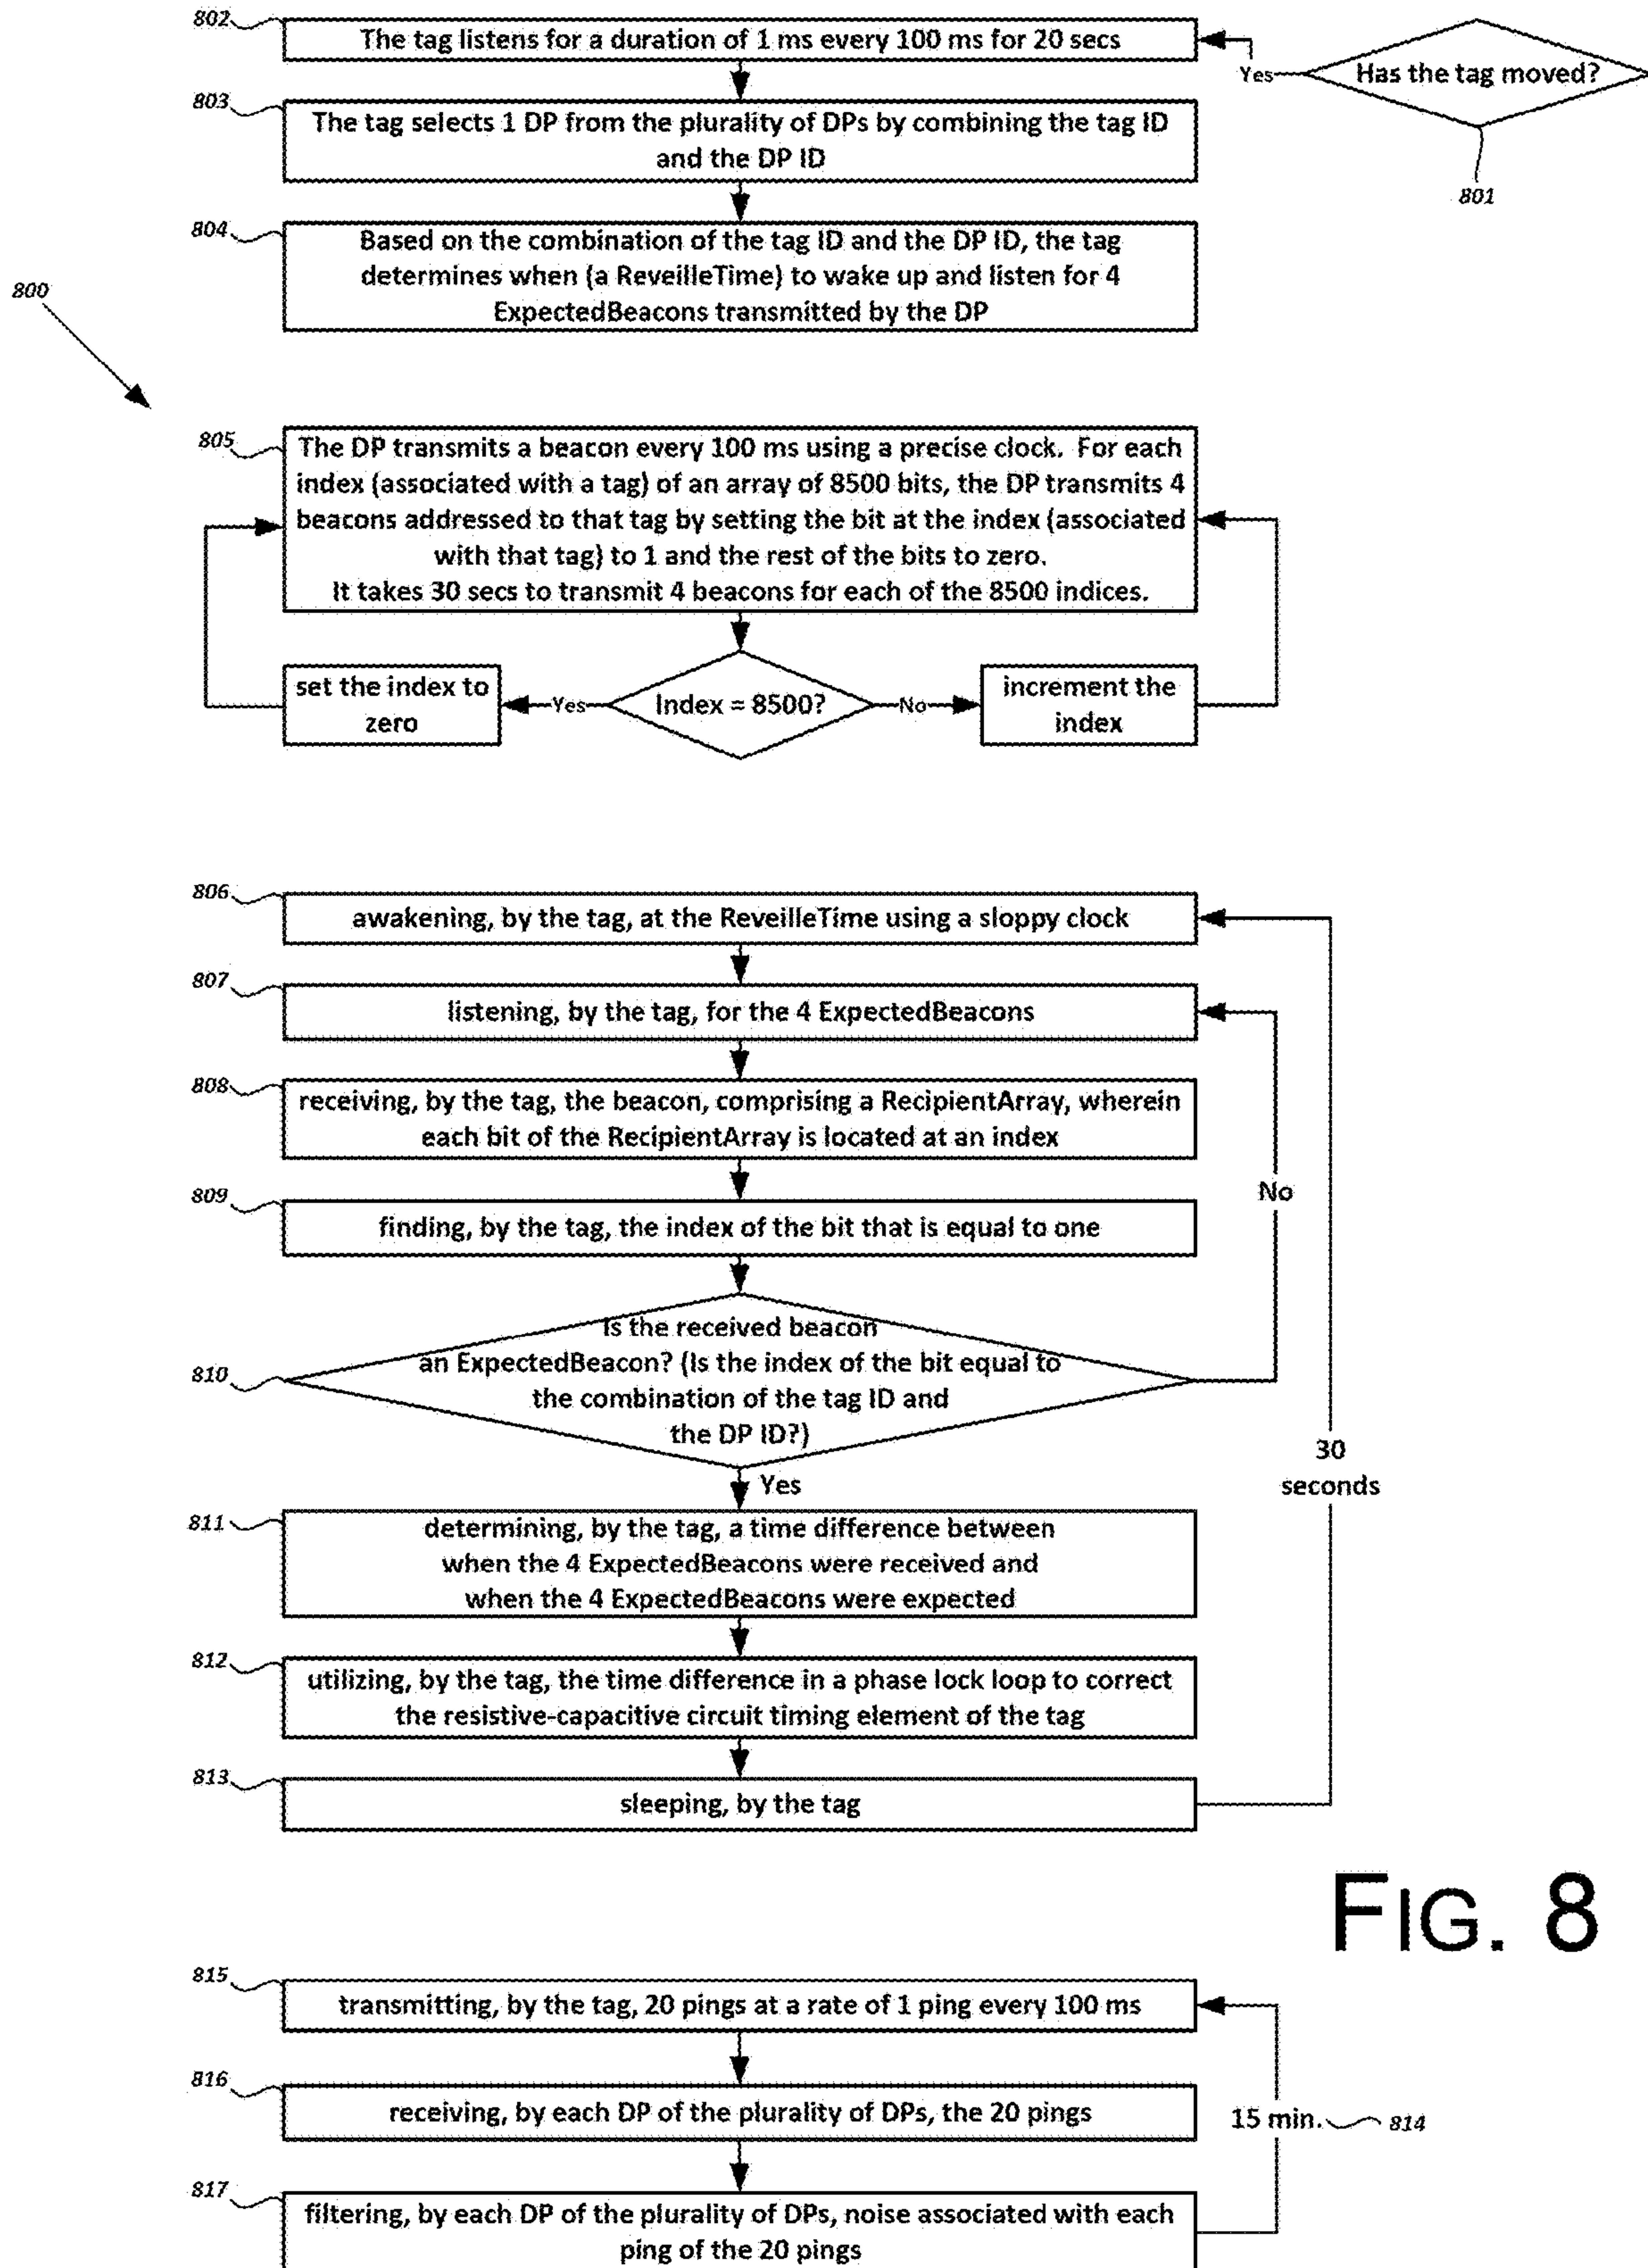 802
The tag listens for a duration of 1 ms every 100 ms for 20 secs
Yes
Has the tag moved?
801
803
The tag selects 1 DP from the plurality of DPs by combining the tag ID
and the DP ID
804
Based on the combination of the tag ID and the DP ID, the tag
determines when (a ReveilleTime) to wake up and listen for 4
ExpectedBeacons transmitted by the DP
800
805
The DP transmits a beacon every 100 ms using a precise clock. For each
index (associated with a tag) of an array of 8500 bits, the DP transmits 4
beacons addressed to that tag by setting the bit at the index (associated
with that tag) to 1 and the rest of the bits to zero.
It takes 30 secs to transmit 4 beacons for each of the 8500 indices.
set the index to
zero
Yes
Index = 8500?
No
increment the
index
806
awakening, by the tag, at the ReveilleTime using a sloppy clock
807
listening, by the tag, for the 4 ExpectedBeacons
808
receiving, by the tag, the beacon, comprising a RecipientArray, wherein
each bit of the RecipientArray is located at an index
No
809
finding, by the tag, the index of the bit that is equal to one
810
Is the received beacon
an ExpectedBeacon? (Is the index of the bit equal to
the combination of the tag ID and
the DP ID?)
Yes
30
seconds
811
determining, by the tag, a time difference between
when the 4 ExpectedBeacons were received and
when the 4 ExpectedBeacons were expected
812
utilizing, by the tag, the time difference in a phase lock loop to correct
the resistive-capacitive circuit timing element of the tag
813
sleeping, by the tag
FIG. 8
815
transmitting, by the tag, 20 pings at a rate of 1 ping every 100 ms
816
receiving, by each DP of the plurality of DPs, the 20 pings
15 min.
814
817
filtering, by each DP of the plurality of DPs, noise associated with each
ping of the 20 pings